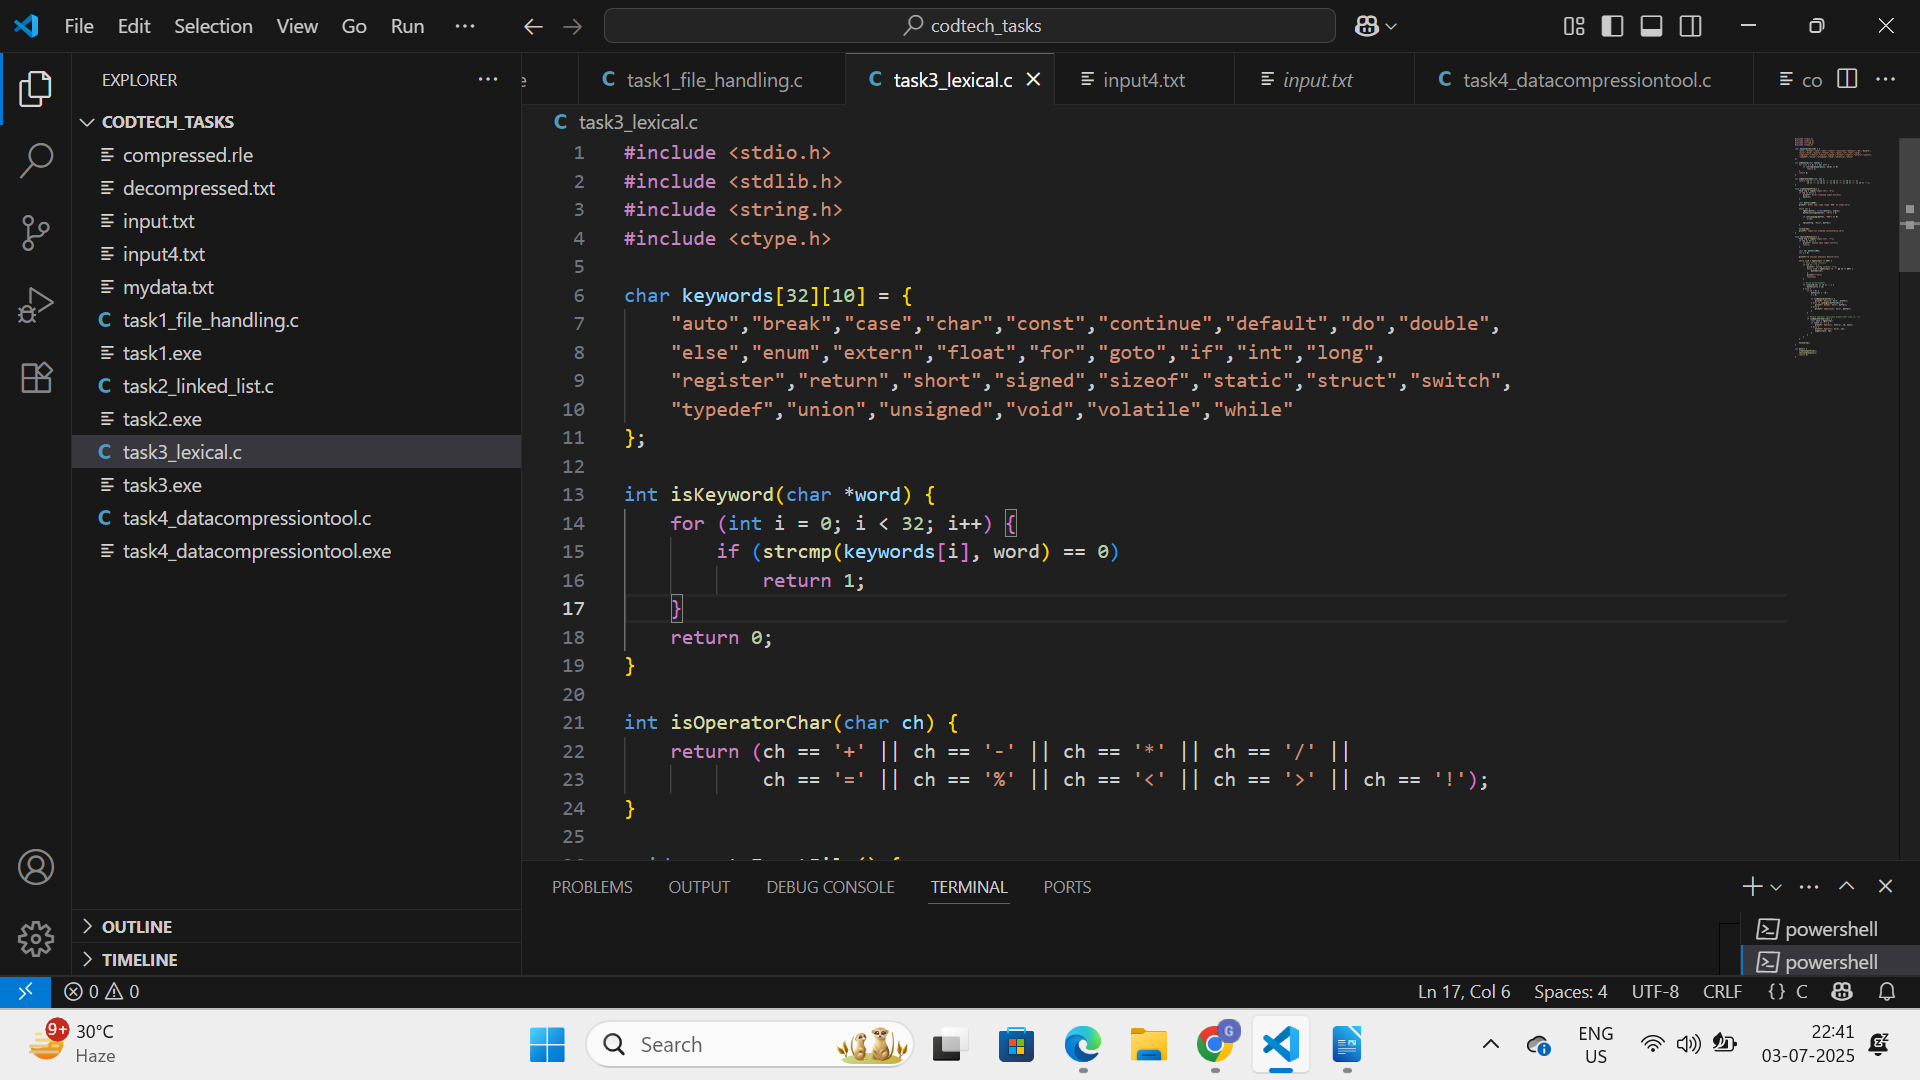 File Edit Selection View Go Run ··· codtech_tasks
EXPLORER ···
CODTECH_TASKS
compressed.rle
decompressed.txt
input.txt
input4.txt
mydata.txt
task1_file_handling.c
task1.exe
task2_linked_list.c
task2.exe
task3_lexical.c
task3.exe
task4_datacompressiontool.c
task4_datacompressiontool.exe
OUTLINE
TIMELINE
e C task1_file_handling.c C task3_lexical.c input4.txt input.txt C task4_datacompressiontool.c co ···
C task3_lexical.c
1 #include <stdio.h>
2 #include <stdlib.h>
3 #include <string.h>
4 #include <ctype.h>
5
6 char keywords[32][10] = {
7 "auto","break","case","char","const","continue","default","do","double",
8 "else","enum","extern","float","for","goto","if","int","long",
9 "register","return","short","signed","sizeof","static","struct","switch",
10 "typedef","union","unsigned","void","volatile","while"
11 };
12
13 int isKeyword(char *word) {
14 for (int i = 0; i < 32; i++) {
15 if (strcmp(keywords[i], word) == 0)
16 return 1;
17 }
18 return 0;
19 }
20
21 int isOperatorChar(char ch) {
22 return (ch == '+' || ch == '-' || ch == '*' || ch == '/' ||
23 ch == '=' || ch == '%' || ch == '<' || ch == '>' || ch == '!');
24 }
25
PROBLEMS OUTPUT DEBUG CONSOLE TERMINAL PORTS
powershell
powershell
0 0 Ln 17, Col 6 Spaces: 4 UTF-8 CRLF {} C
9+ 30°C
Haze
Search
G
ENG
US
22:41
03-07-2025